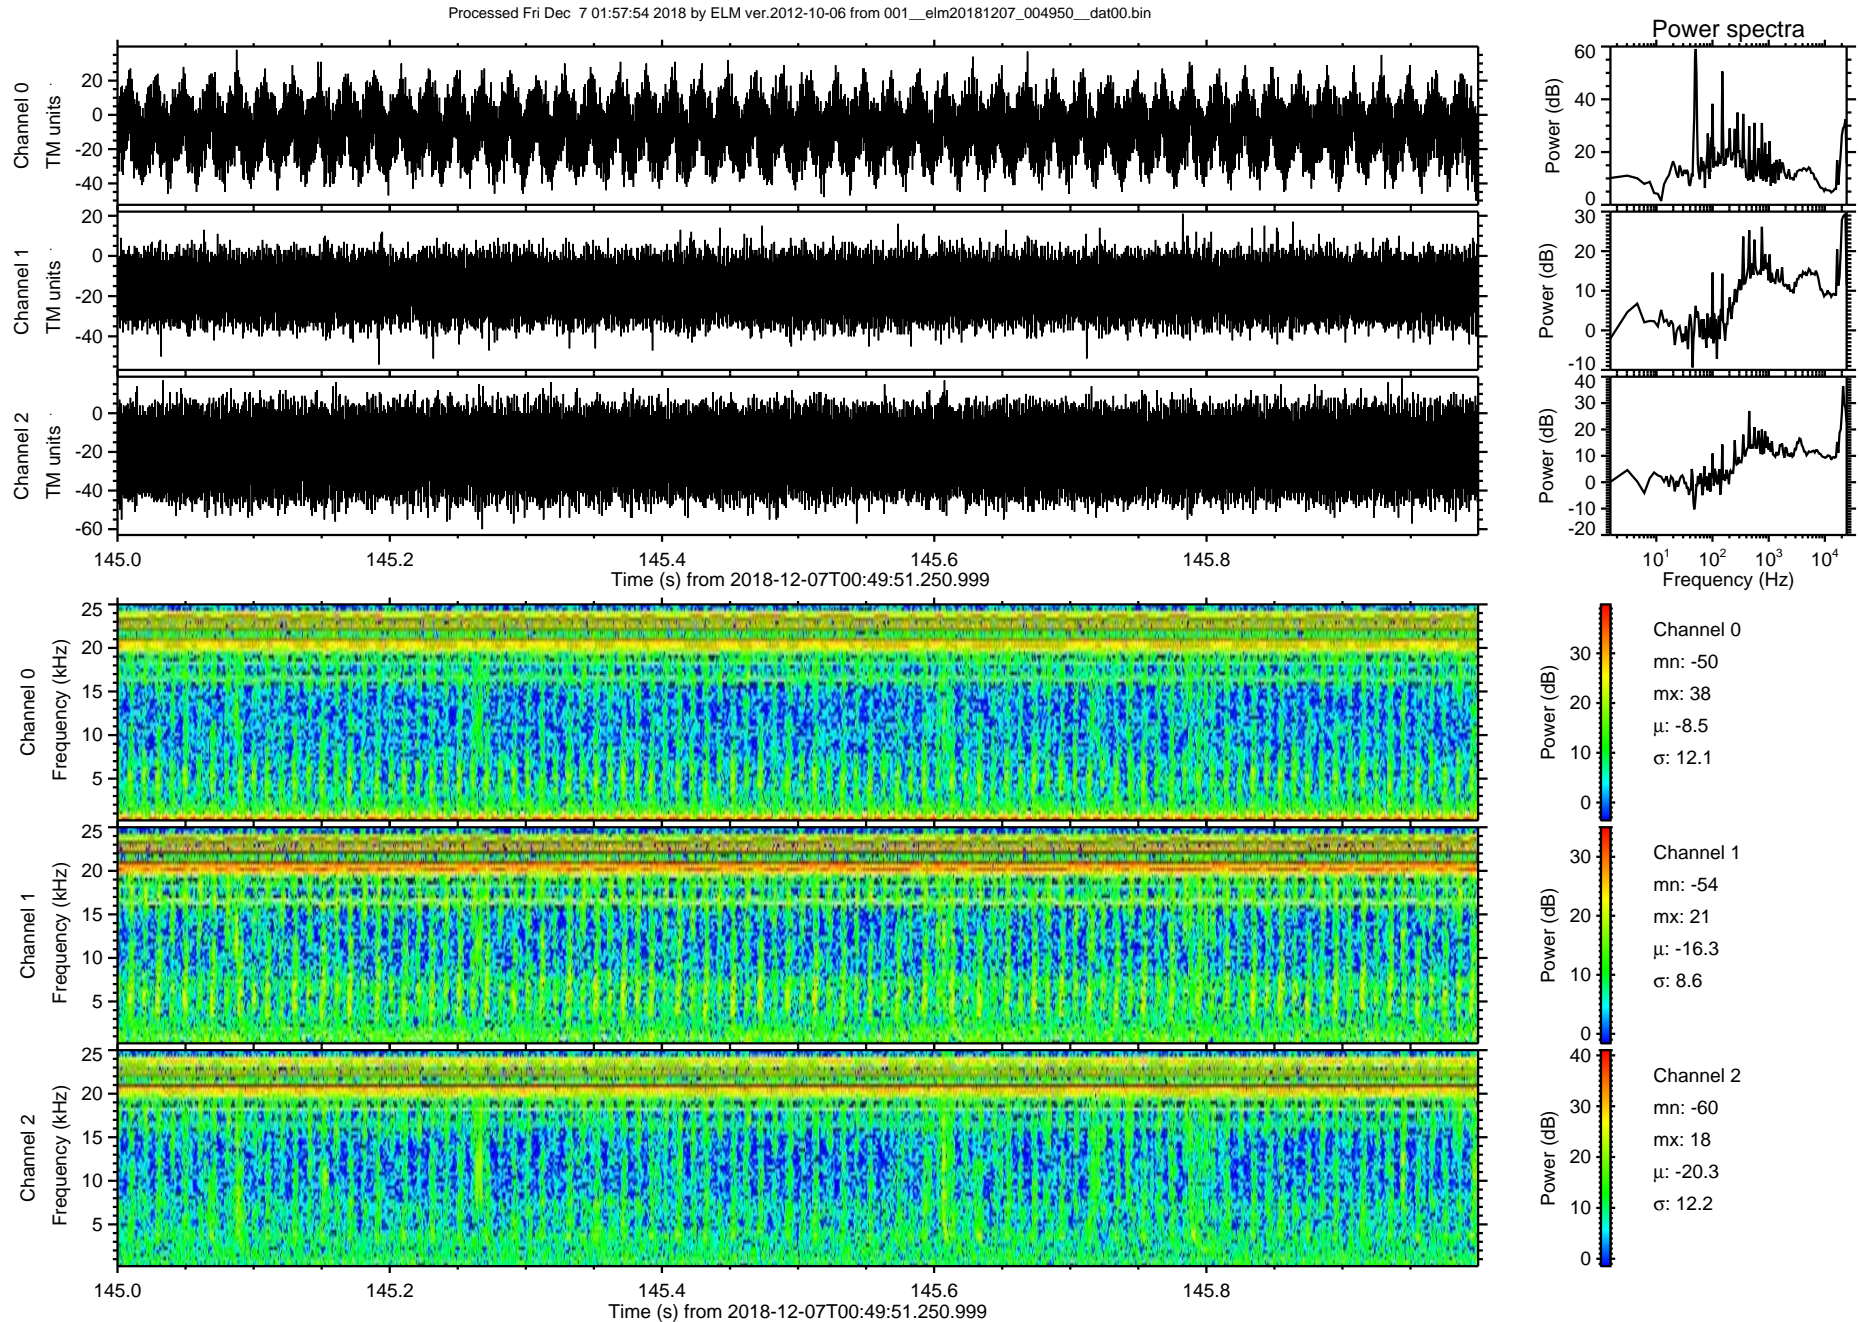 Processed Fri Dec  7 01:57:54 2018 by ELM ver.2012-10-06 from 001__elm20181207_004950__dat00.bin
Power spectra
Channel 0
TM units
20
0
-20
-40
Power (dB)
60
40
20
0
Channel 1
TM units
20
0
-20
-40
Power (dB)
30
20
10
0
-10
Channel 2
TM units
0
-20
-40
-60
Power (dB)
40
30
20
10
0
-10
-20
145.0 145.2 145.4 145.6 145.8
Time (s) from 2018-12-07T00:49:51.250.999
10¹ 10² 10³ 10⁴
Frequency (Hz)
Channel 0
Frequency (kHz)
25
20
15
10
5
Power (dB)
30
20
10
0
Channel 0
mn: -50
mx: 38
µ: -8.5
σ: 12.1
Channel 1
Frequency (kHz)
25
20
15
10
5
Power (dB)
30
20
10
0
Channel 1
mn: -54
mx: 21
µ: -16.3
σ: 8.6
Channel 2
Frequency (kHz)
25
20
15
10
5
Power (dB)
40
30
20
10
0
Channel 2
mn: -60
mx: 18
µ: -20.3
σ: 12.2
145.0 145.2 145.4 145.6 145.8
Time (s) from 2018-12-07T00:49:51.250.999